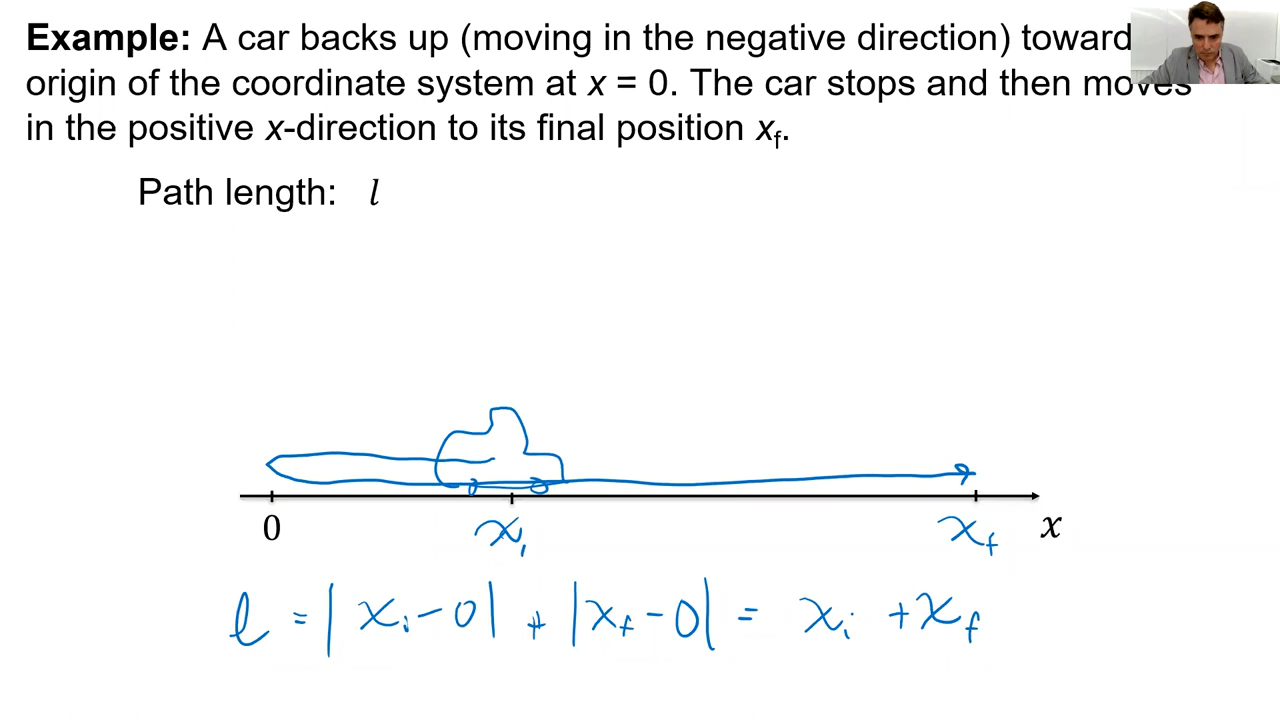 Example: A car backs up (moving in the negative direction) toward
origin of the coordinate system at x = 0. The car stops and then moves
in the positive x-direction to its final position xf.
Path length: l
0 xi xf x
l = |xi - 0| + |xf - 0| = xi + xf